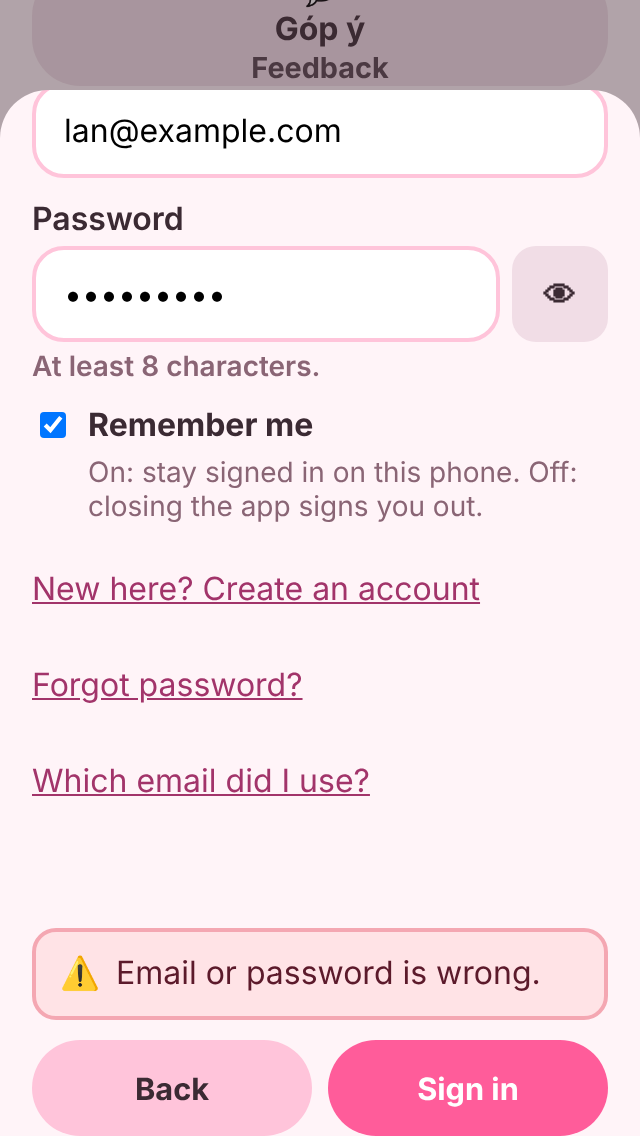 Góp ý
Feedback
lan@example.com
Password
•••••••••
At least 8 characters.
Remember me
On: stay signed in on this phone. Off:
closing the app signs you out.
New here? Create an account
Forgot password?
Which email did I use?
⚠️ Email or password is wrong.
Back
Sign in